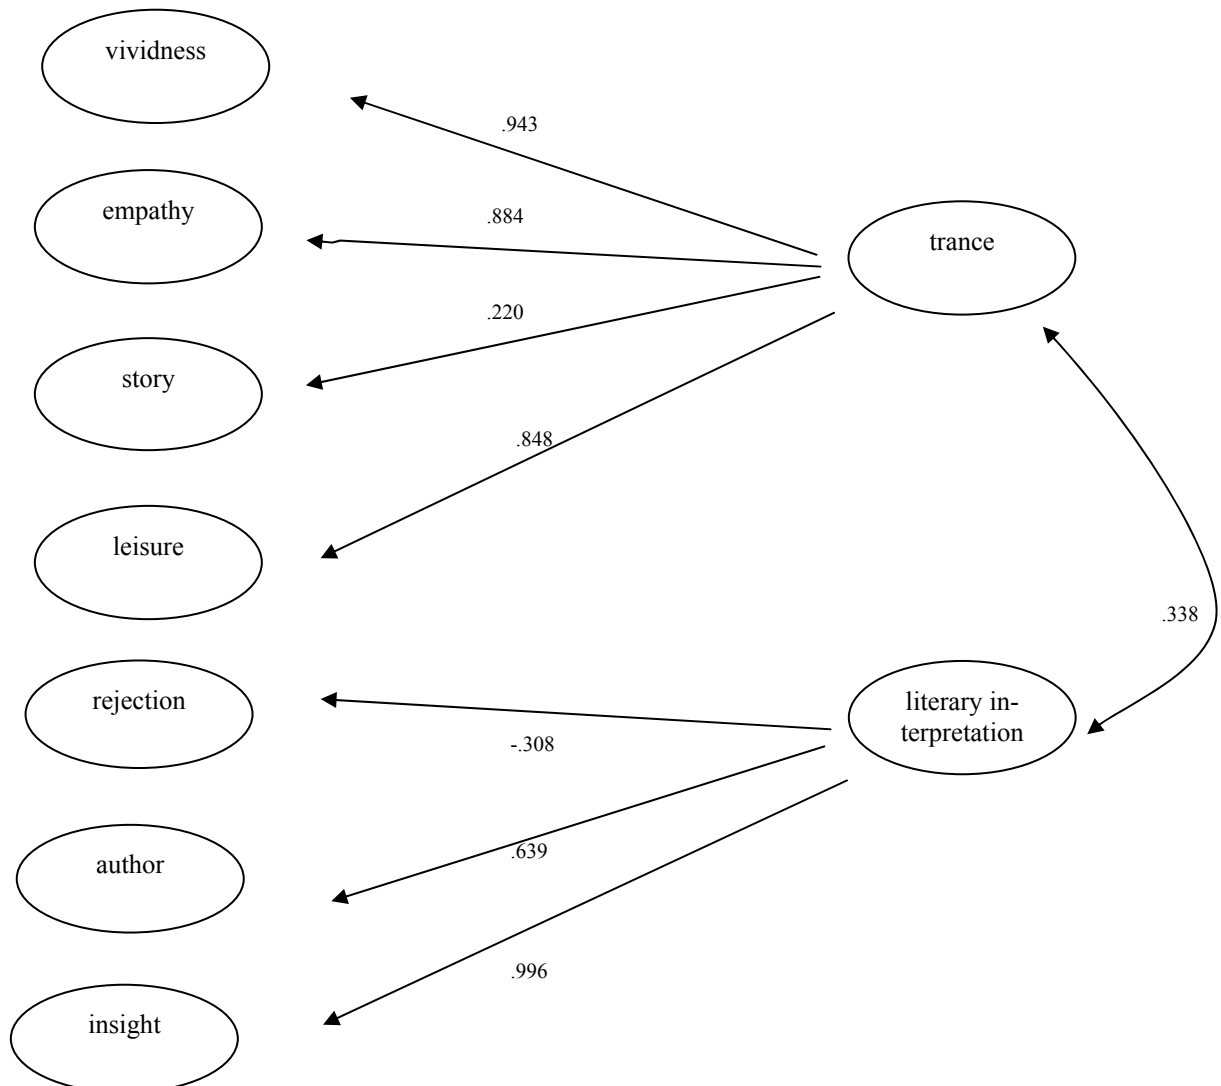 vividness
.943
empathy
.884
trance
.220
story
.848
leisure
.338
rejection
literary in-
terpretation
-.308
author
.639
.996
insight